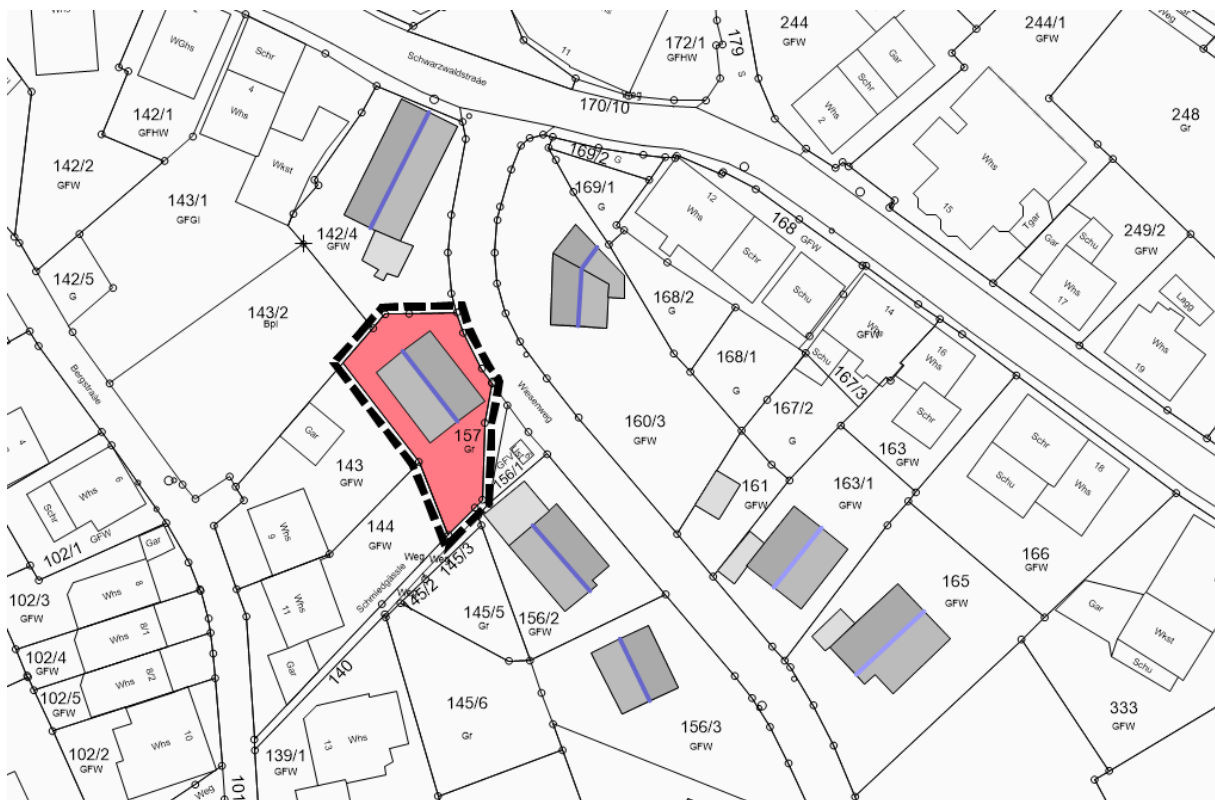 Whs
WGhs
Schr
4
Whs
142/1
GFHW
142/2
GFW
Wkst
143/1
GFGl
142/5
G
142/4
GFW
143/2
Bpl
Schwarzwaldstraße
11
172/1
GFHW
179
S
170/10
244
GFW
Gar
Schr
Whs
2
244/1
GFW
Weg
Gar
248
Gr
Whs
15
Tgar
Gar
Schu
Whs
17
249/2
GFW
Lagg
Whs
19
169/2
G
169/1
G
12
Whs
Schr
168
GFW
Schu
168/2
G
168/1
G
14
Whs
GFW
Schu
167/3
16
Whs
Schr
167/2
G
163
GFW
163/1
GFW
160/3
GFW
161
GFW
Wiesenweg
Bergstraße
157
Gr
156/1
Gar
143
GFW
144
GFW
4
Whs
6
Schr
102/1
GFW
Gar
Whs
9
Weg
Weg
145/3
145/2
Schmiedgässle
145/5
Gr
156/2
GFW
Schr
18
Schu
Whs
166
GFW
165
GFW
Gar
Wkst
Schu
333
GFW
102/3
GFW
Whs
8
Whs
8/1
102/4
GFW
Whs
8/2
102/5
GFW
Whs
11
Gar
140
145/6
Gr
156/3
GFW
Whs
10
102/2
GFW
Whs
13
139/1
GFW
101
Weg